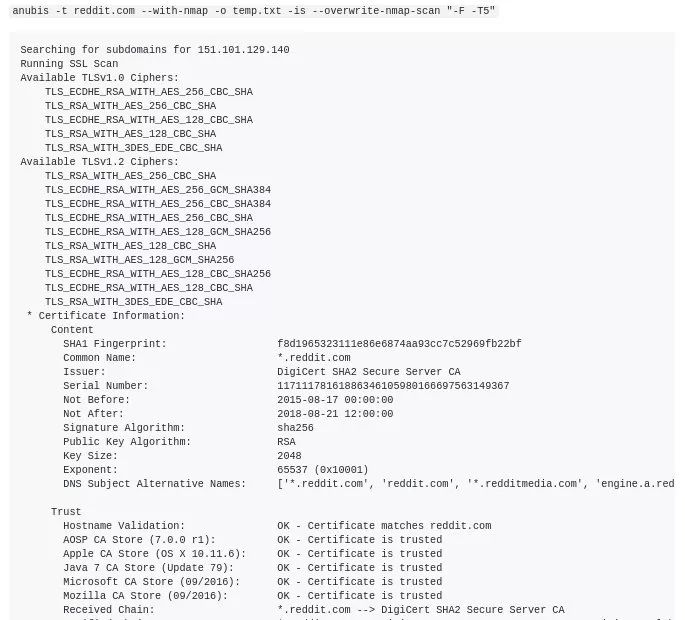 anubis -t reddit.com --with-nmap -o temp.txt -is --overwrite-nmap-scan "-F -T5"
Searching for subdomains for 151.101.129.140
Running SSL Scan
Available TLSv1.0 Ciphers:
TLS_ECDHE_RSA_WITH_AES_256_CBC_SHA
TLS_RSA_WITH_AES_256_CBC_SHA
TLS_ECDHE_RSA_WITH_AES_128_CBC_SHA
TLS_RSA_WITH_AES_128_CBC_SHA
TLS_RSA_WITH_3DES_EDE_CBC_SHA
Available TLSv1.2 Ciphers:
TLS_RSA_WITH_AES_256_CBC_SHA
TLS_ECDHE_RSA_WITH_AES_256_GCM_SHA384
TLS_ECDHE_RSA_WITH_AES_256_CBC_SHA384
TLS_ECDHE_RSA_WITH_AES_256_CBC_SHA
TLS_ECDHE_RSA_WITH_AES_128_GCM_SHA256
TLS_RSA_WITH_AES_128_CBC_SHA
TLS_RSA_WITH_AES_128_GCM_SHA256
TLS_ECDHE_RSA_WITH_AES_128_CBC_SHA256
TLS_ECDHE_RSA_WITH_AES_128_CBC_SHA
TLS_RSA_WITH_3DES_EDE_CBC_SHA
* Certificate Information:
Content
SHA1 Fingerprint: f8d1965323111e86e6874aa93cc7c52969fb22bf
Common Name: *.reddit.com
Issuer: DigiCert SHA2 Secure Server CA
Serial Number: 11711178161886346105980166697563149367
Not Before: 2015-08-17 00:00:00
Not After: 2018-08-21 12:00:00
Signature Algorithm: sha256
Public Key Algorithm: RSA
Key Size: 2048
Exponent: 65537 (0x10001)
DNS Subject Alternative Names: ['*.reddit.com', 'reddit.com', '*.redditmedia.com', 'engine.a.red
Trust
Hostname Validation: OK - Certificate matches reddit.com
AOSP CA Store (7.0.0 r1): OK - Certificate is trusted
Apple CA Store (OS X 10.11.6): OK - Certificate is trusted
Java 7 CA Store (Update 79): OK - Certificate is trusted
Microsoft CA Store (09/2016): OK - Certificate is trusted
Mozilla CA Store (09/2016): OK - Certificate is trusted
Received Chain: *.reddit.com --> DigiCert SHA2 Secure Server CA